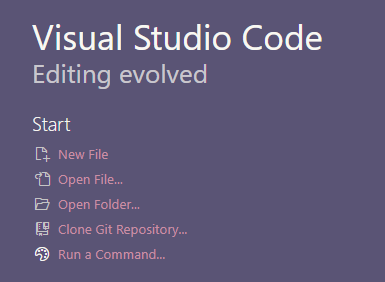 Visual Studio Code
Editing evolved
Start
New File
Open File...
Open Folder...
Clone Git Repository...
Run a Command...